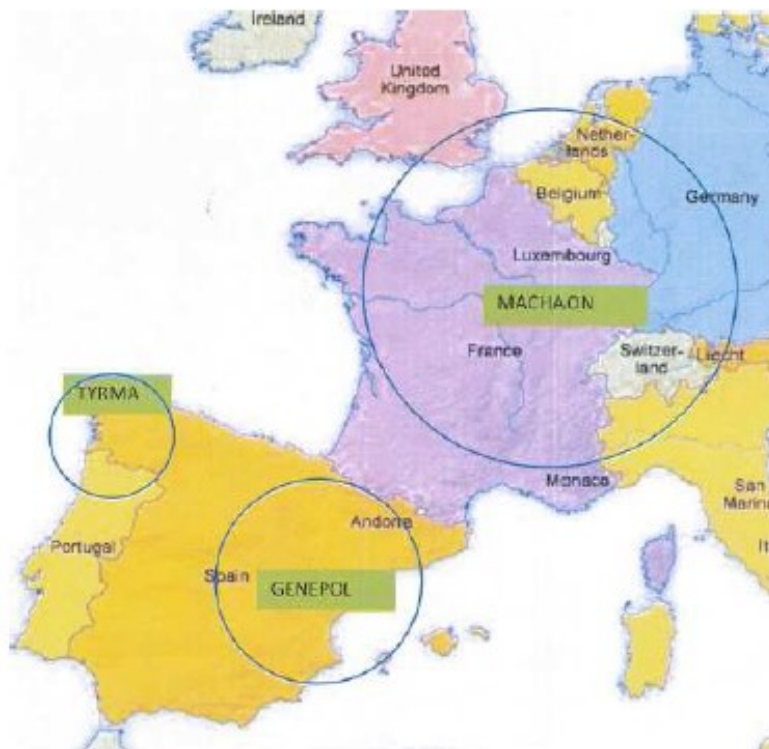 Ireland
United
Kingdom
Nether-
lands
Belgium
Germany
Luxembourg
MACHAON
France
Switzer-
land
Liecht
TYRMA
Monaco
San
Marino
Andorra
Portugal
Spain
GENEPOL
It